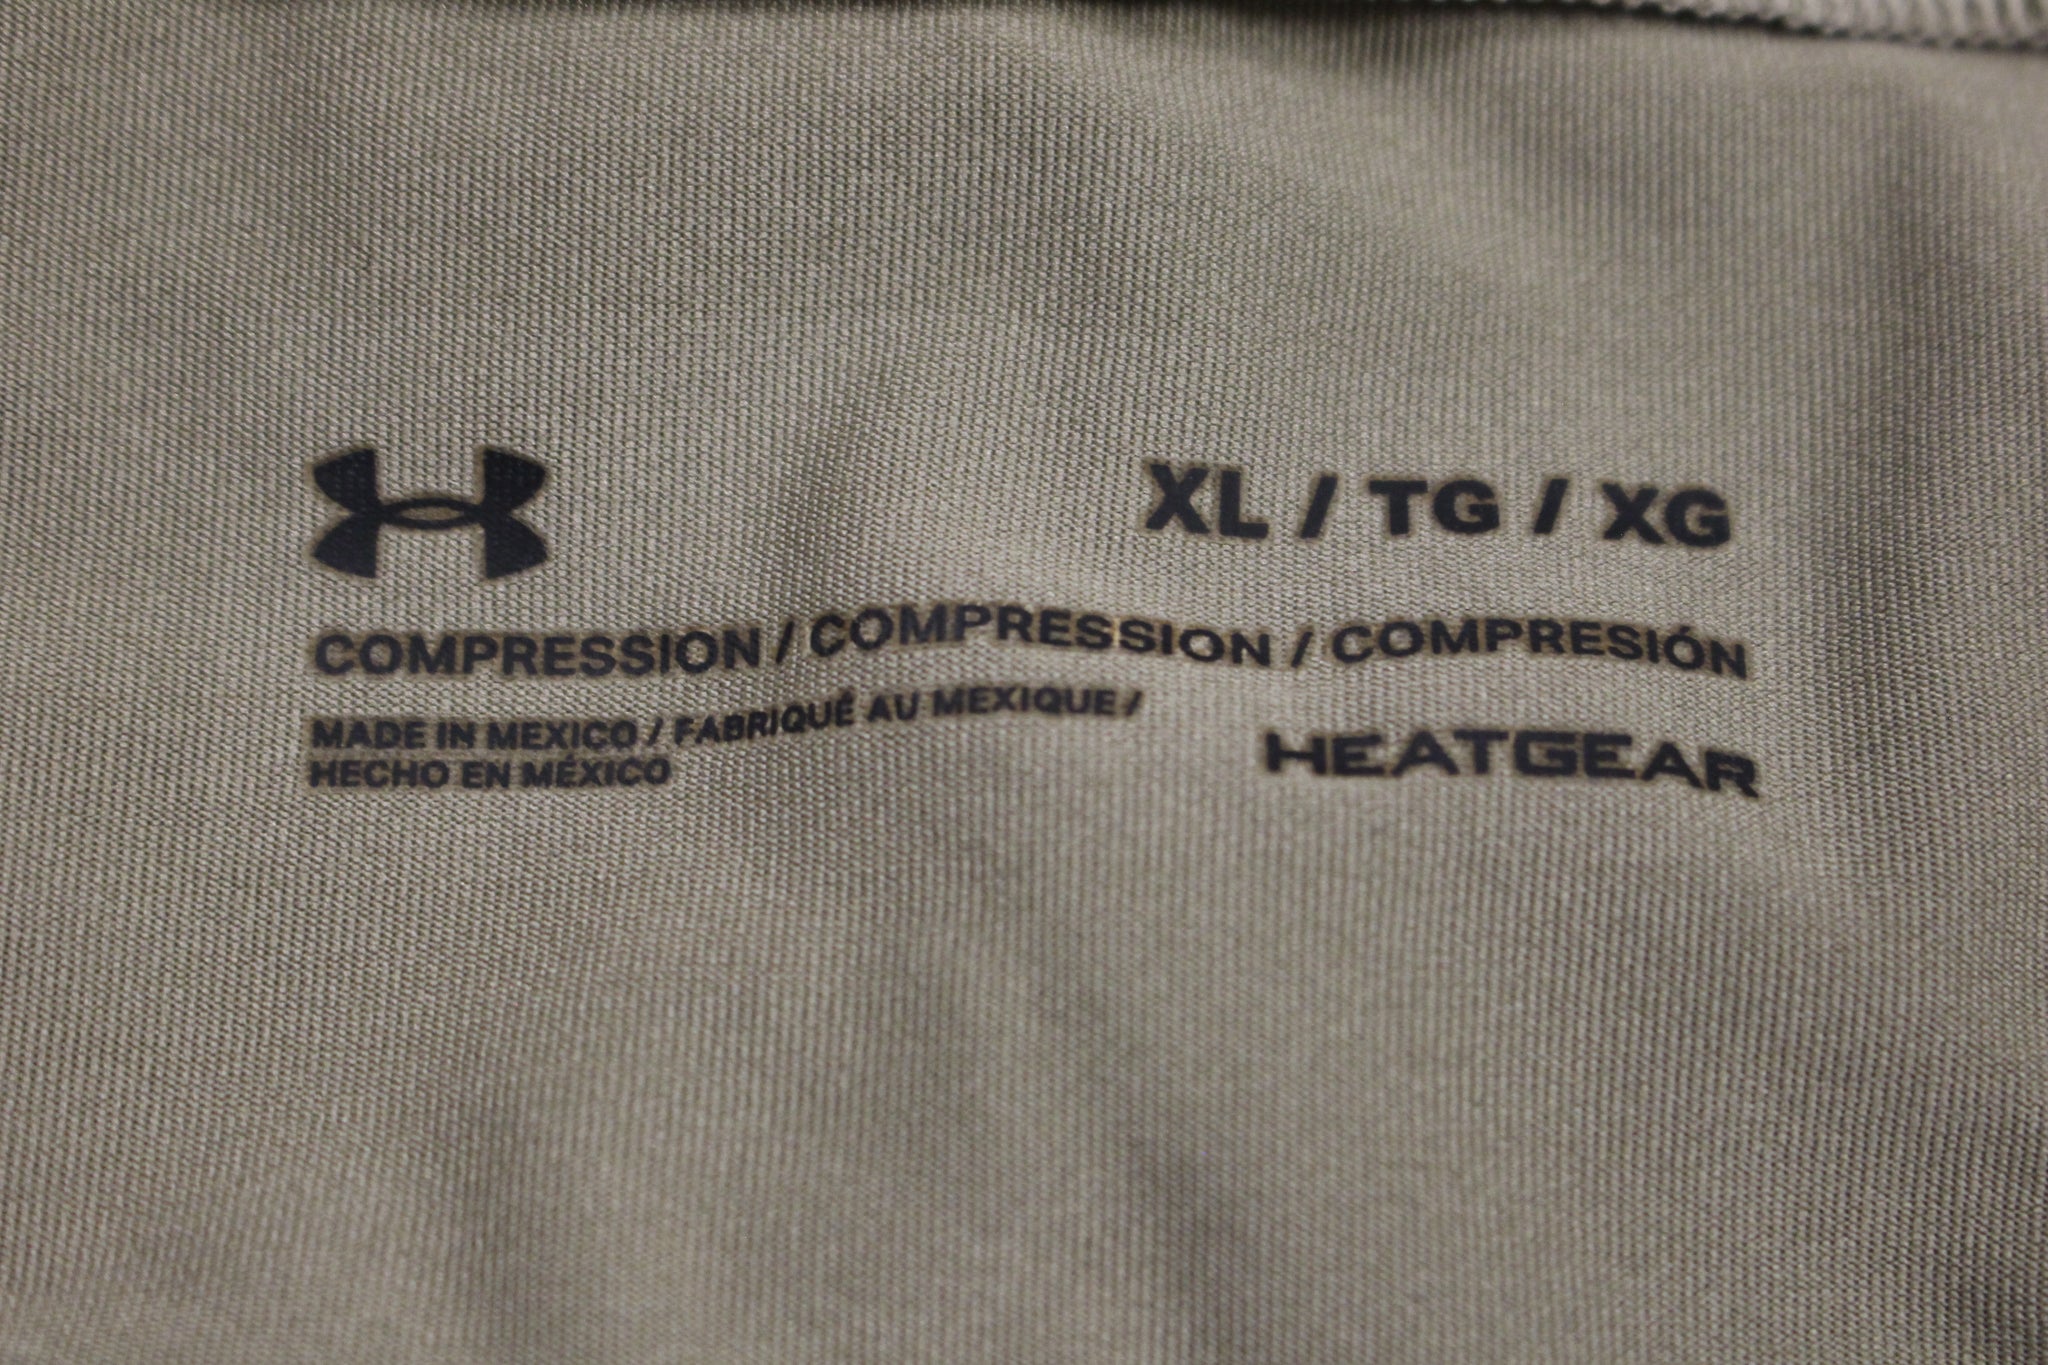 XL / TG / XG
COMPRESSION / COMPRESSION / COMPRESIÓN
MADE IN MEXICO / FABRIQUÉ AU MEXIQUE /
HECHO EN MÉXICO
HEATGEAR